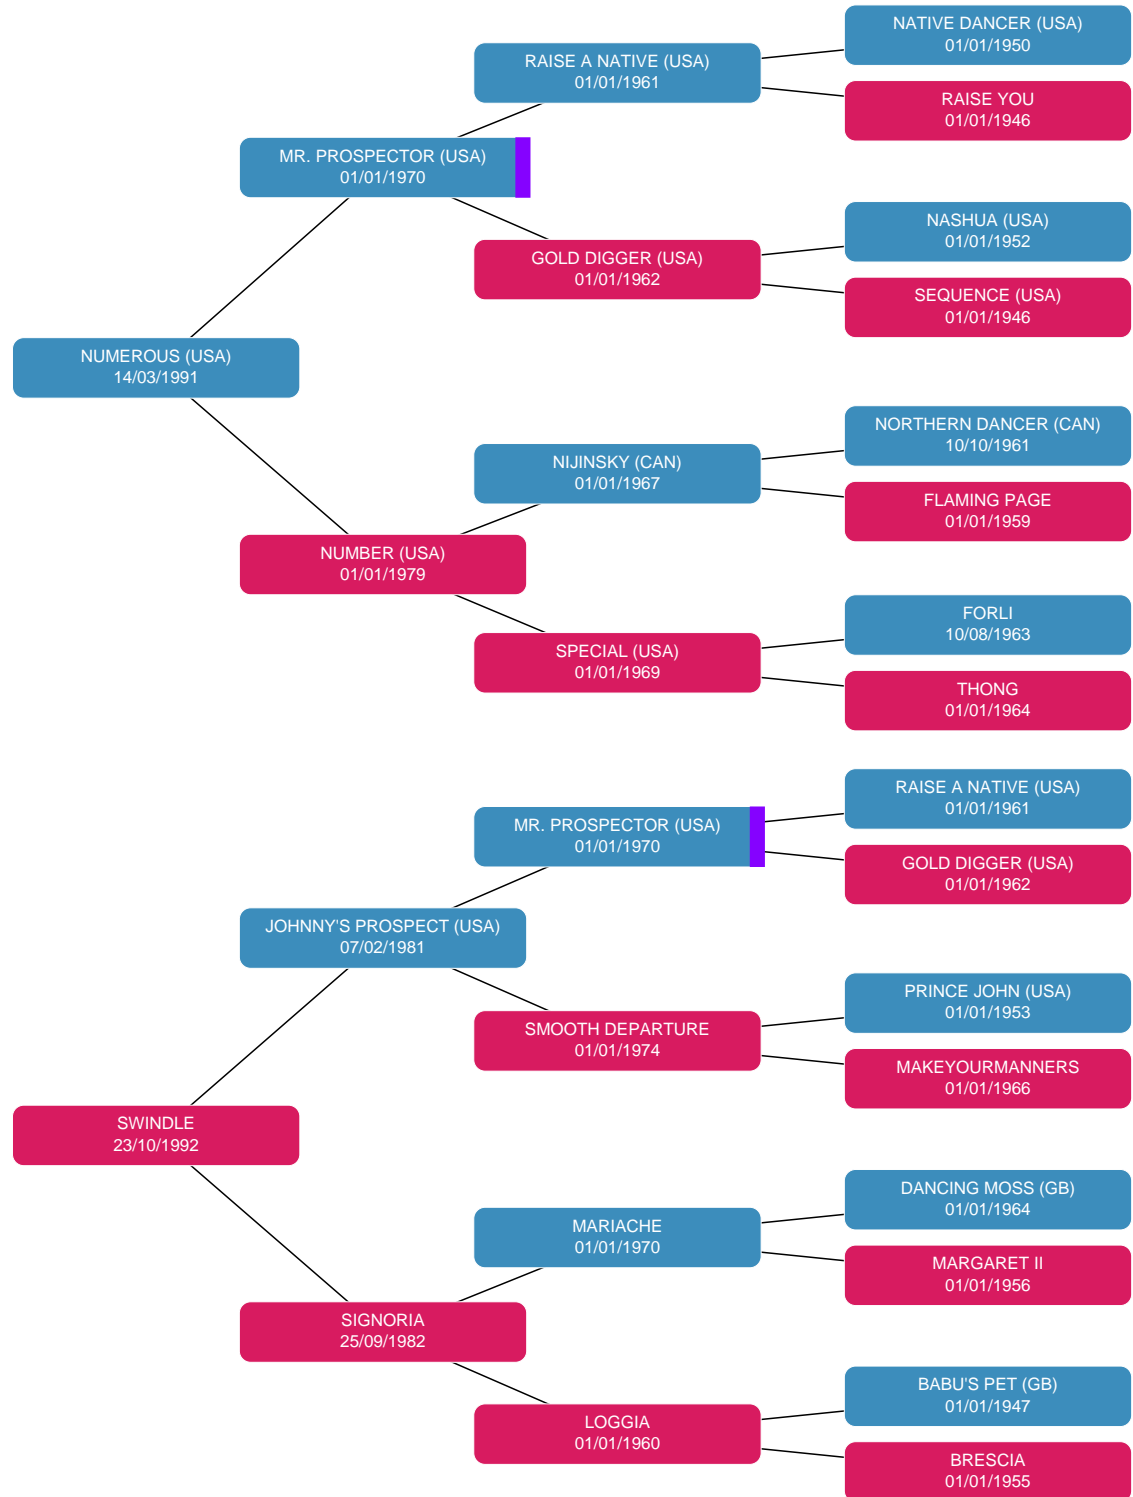 NATIVE DANCER (USA)
01/01/1950
RAISE A NATIVE (USA)
01/01/1961
RAISE YOU
01/01/1946
MR. PROSPECTOR (USA)
01/01/1970
NASHUA (USA)
01/01/1952
GOLD DIGGER (USA)
01/01/1962
SEQUENCE (USA)
01/01/1946
NUMEROUS (USA)
14/03/1991
NORTHERN DANCER (CAN)
10/10/1961
NIJINSKY (CAN)
01/01/1967
FLAMING PAGE
01/01/1959
NUMBER (USA)
01/01/1979
FORLI
10/08/1963
SPECIAL (USA)
01/01/1969
THONG
01/01/1964
RAISE A NATIVE (USA)
01/01/1961
MR. PROSPECTOR (USA)
01/01/1970
GOLD DIGGER (USA)
01/01/1962
JOHNNY'S PROSPECT (USA)
07/02/1981
PRINCE JOHN (USA)
01/01/1953
SMOOTH DEPARTURE
01/01/1974
MAKEYOURMANNERS
01/01/1966
SWINDLE
23/10/1992
DANCING MOSS (GB)
01/01/1964
MARIACHE
01/01/1970
MARGARET II
01/01/1956
SIGNORIA
25/09/1982
BABU'S PET (GB)
01/01/1947
LOGGIA
01/01/1960
BRESCIA
01/01/1955